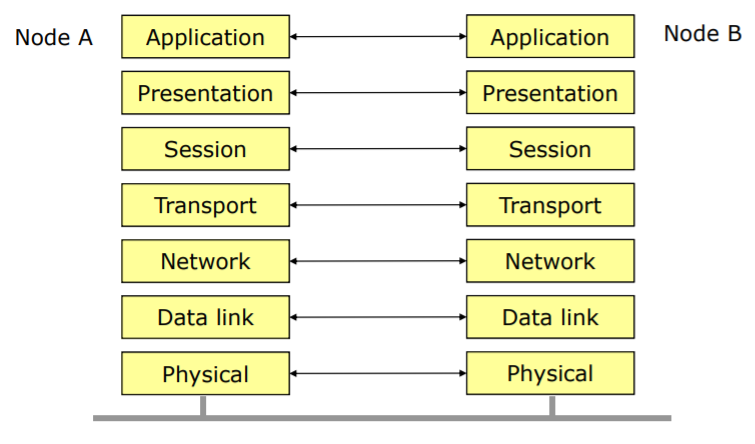 Node A
Application
Application
Node B
Presentation
Presentation
Session
Session
Transport
Transport
Network
Network
Data link
Data link
Physical
Physical